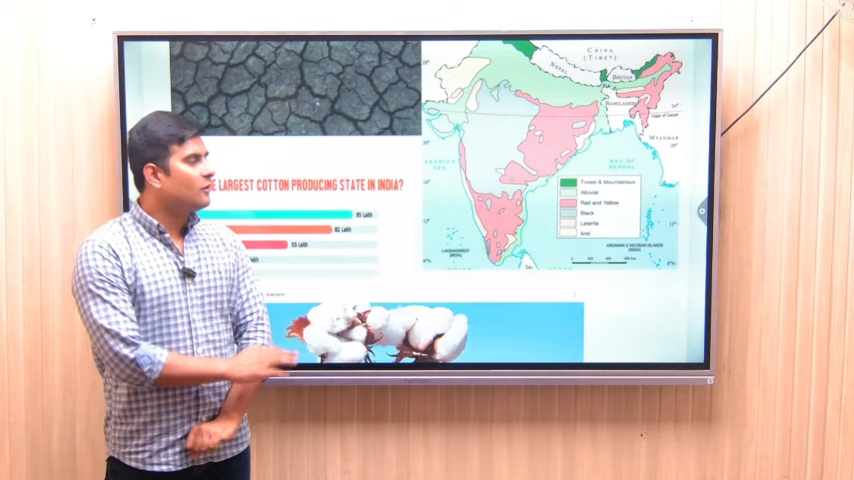 CHINA
(TIBET)
NEPAL
BHUTAN
BANGLADESH
Tropic of Cancer
MYANMAR
ARABIAN
SEA
BAY OF
BENGAL
E LARGEST COTTON PRODUCING STATE IN INDIA?
95 Lakh
82 Lakh
53 Lakh
Forest & Mountainous
Alluvial
Red and Yellow
Black
Laterite
Arid
LAKSHADWEEP
(INDIA)
ANDAMAN & NICOBAR ISLANDS
(INDIA)